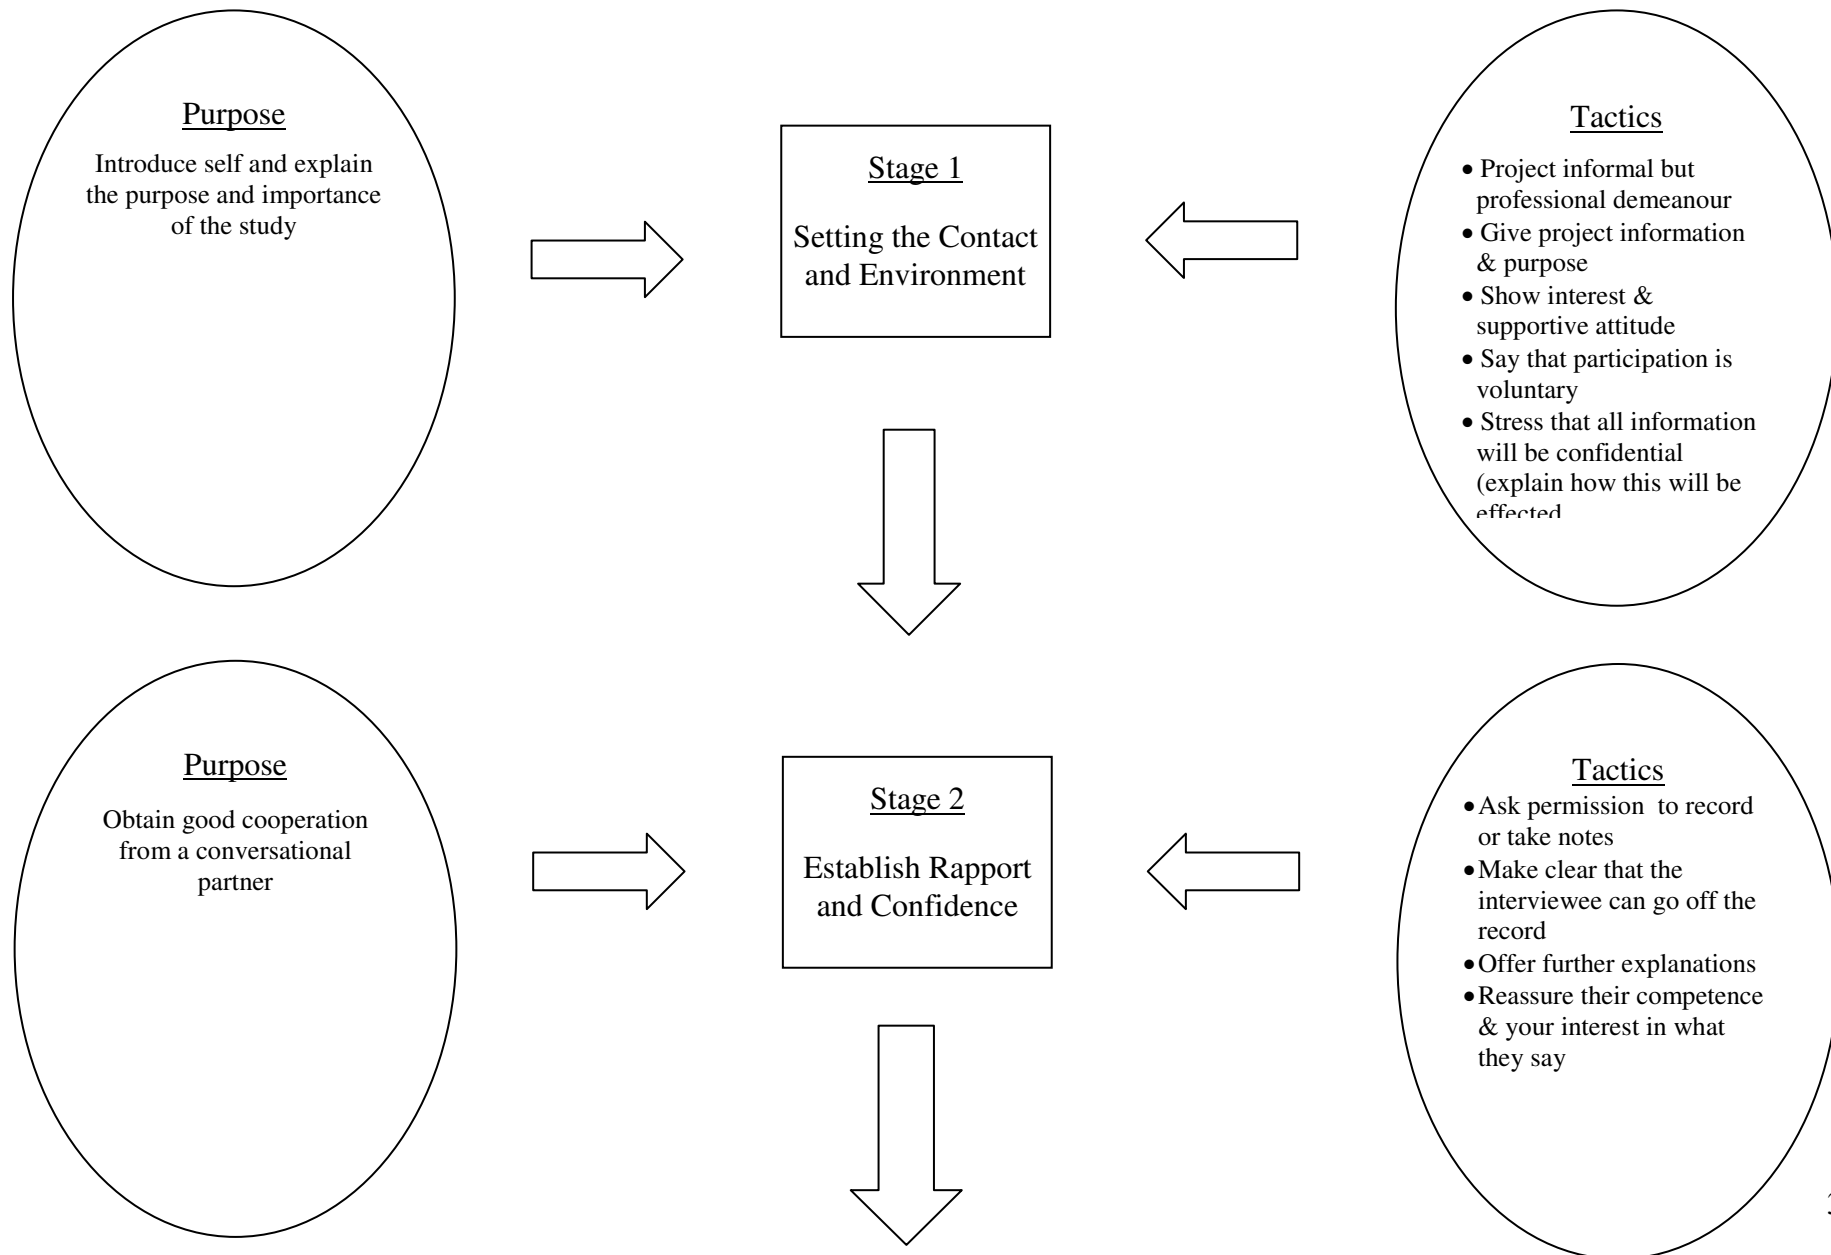 Purpose
Introduce self and explain
the purpose and importance
of the study
Stage 1
Setting the Contact
and Environment
Tactics
• Project informal but
professional demeanour
• Give project information
& purpose
• Show interest &
supportive attitude
• Say that participation is
voluntary
• Stress that all information
will be confidential
(explain how this will be
effected
Purpose
Obtain good cooperation
from a conversational
partner
Stage 2
Establish Rapport
and Confidence
Tactics
• Ask permission to record
or take notes
• Make clear that the
interviewee can go off the
record
• Offer further explanations
• Reassure their competence
& your interest in what
they say